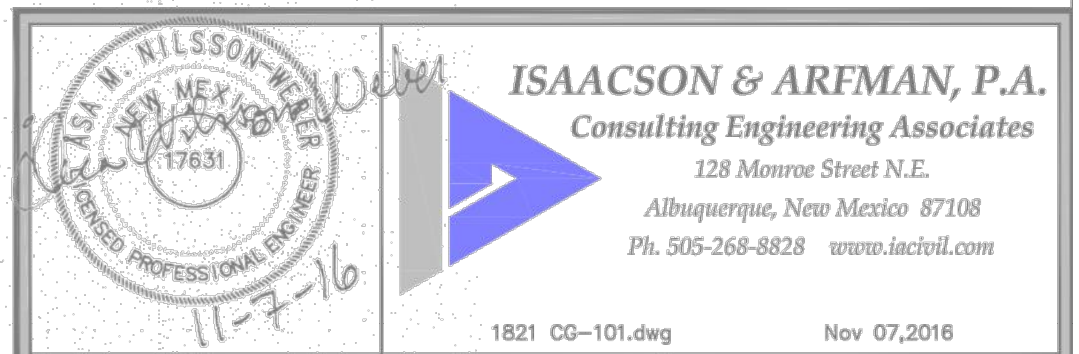 ÅSA M. NILSSON-WEBER
NEW MEXICO
17631
LICENSED PROFESSIONAL ENGINEER
11-7-16
ISAACSON & ARFMAN, P.A.
Consulting Engineering Associates
128 Monroe Street N.E.
Albuquerque, New Mexico 87108
Ph. 505-268-8828 www.iacivil.com
1821 CG-101.dwg Nov 07,2016